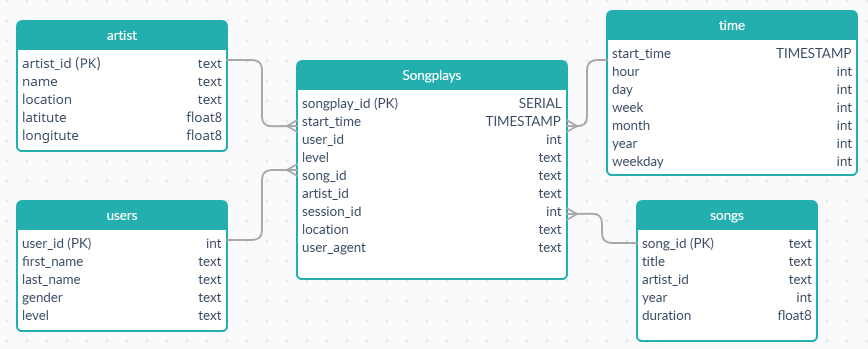 artist
artist_id (PK) text
name text
location text
latitute float8
longitute float8
users
user_id (PK) int
first_name text
last_name text
gender text
level text
Songplays
songplay_id (PK) SERIAL
start_time TIMESTAMP
user_id int
level text
song_id text
artist_id text
session_id int
location text
user_agent text
time
start_time TIMESTAMP
hour int
day int
week int
month int
year int
weekday int
songs
song_id (PK) text
title text
artist_id text
year int
duration float8